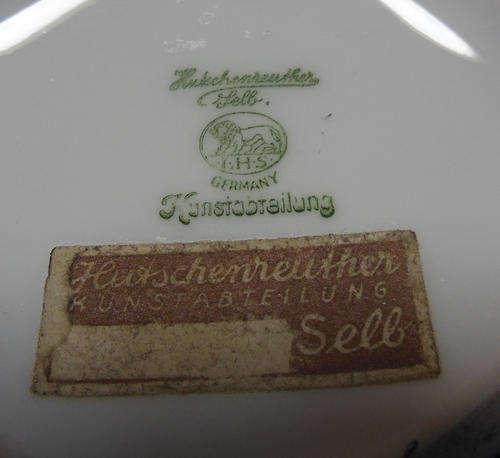 Hutschenreuther
Selb.
L.H.S.
GERMANY
Kunstabteilung
Hutschenreuther
KUNSTABTEILUNG
Selb